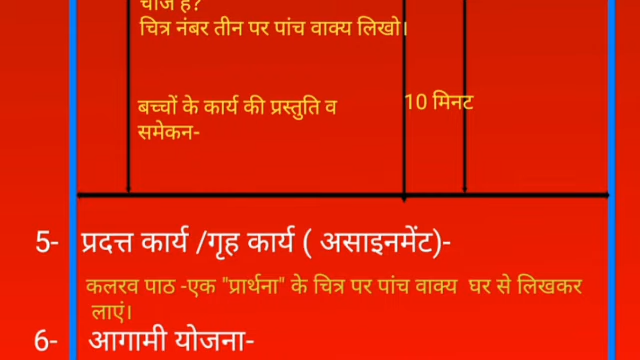 चीज है?
चित्र नंबर तीन पर पांच वाक्य लिखो।
बच्चों के कार्य की प्रस्तुति व
10 मिनट
समेकन-
5- प्रदत्त कार्य /गृह कार्य ( असाइनमेंट)-
कलरव पाठ -एक "प्रार्थना" के चित्र पर पांच वाक्य घर से लिखकर
लाएं।
6- आगामी योजना-